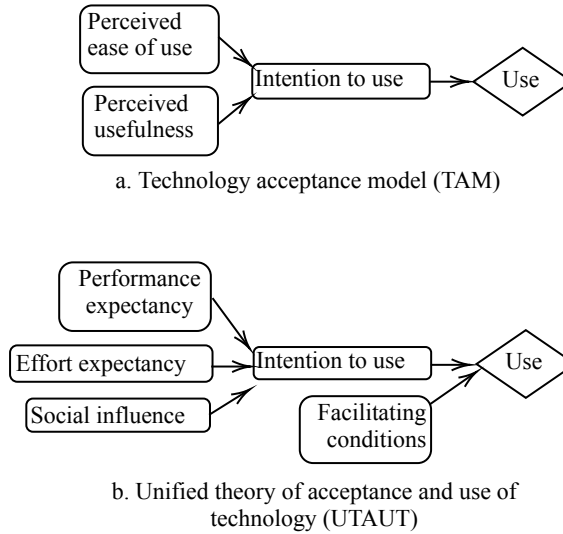 Perceived
ease of use
Intention to use
Use
Perceived
usefulness
a. Technology acceptance model (TAM)
Performance
expectancy
Effort expectancy
Intention to use
Use
Social influence
Facilitating
conditions
b. Unified theory of acceptance and use of
technology (UTAUT)